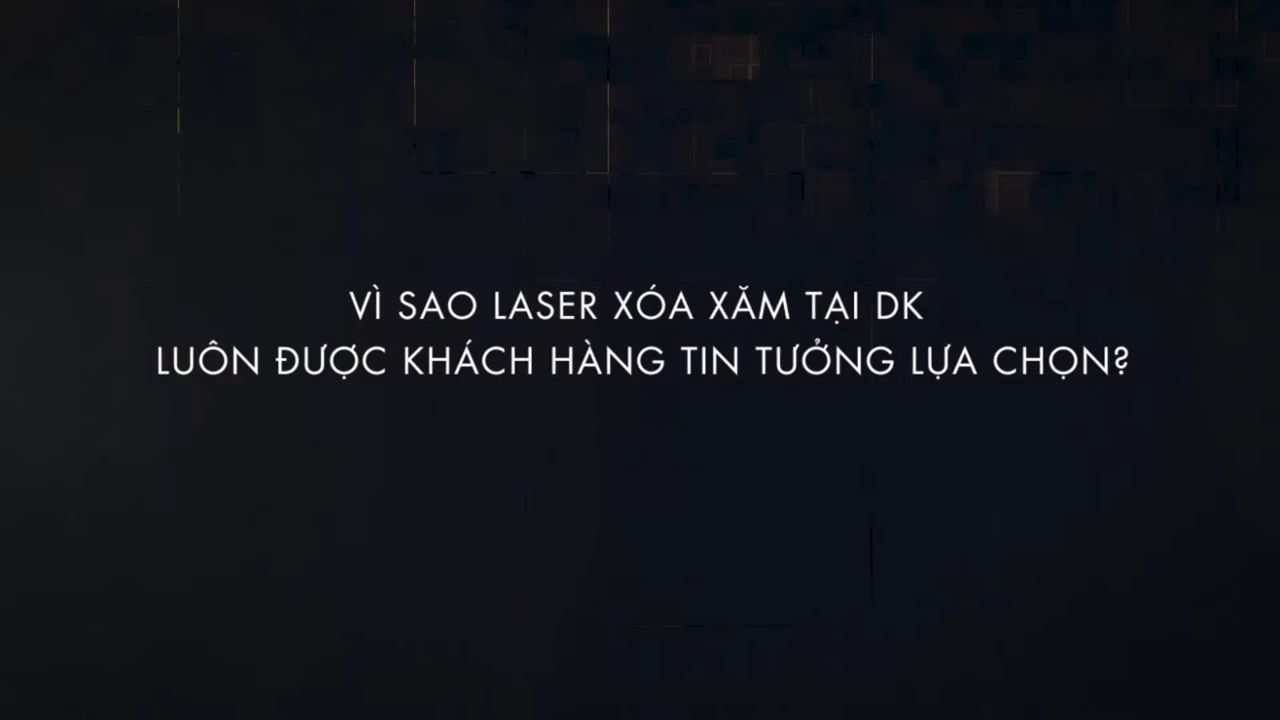 VÌ SAO LASER XÓA XĂM TẠI DK
LUÔN ĐƯỢC KHÁCH HÀNG TIN TƯỞNG LỰA CHỌN?